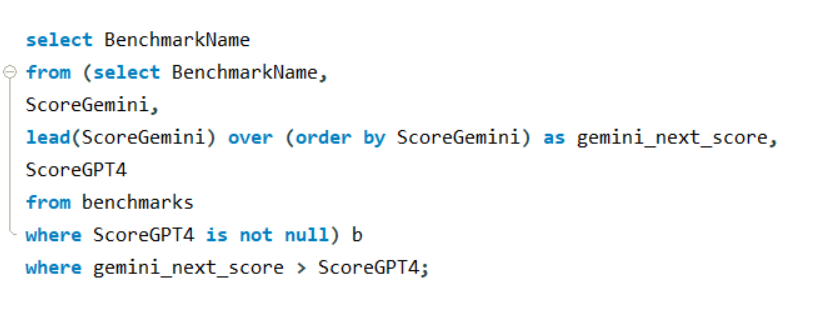 select BenchmarkName
from (select BenchmarkName,
ScoreGemini,
lead(ScoreGemini) over (order by ScoreGemini) as gemini_next_score,
ScoreGPT4
from benchmarks
where ScoreGPT4 is not null) b
where gemini_next_score > ScoreGPT4;